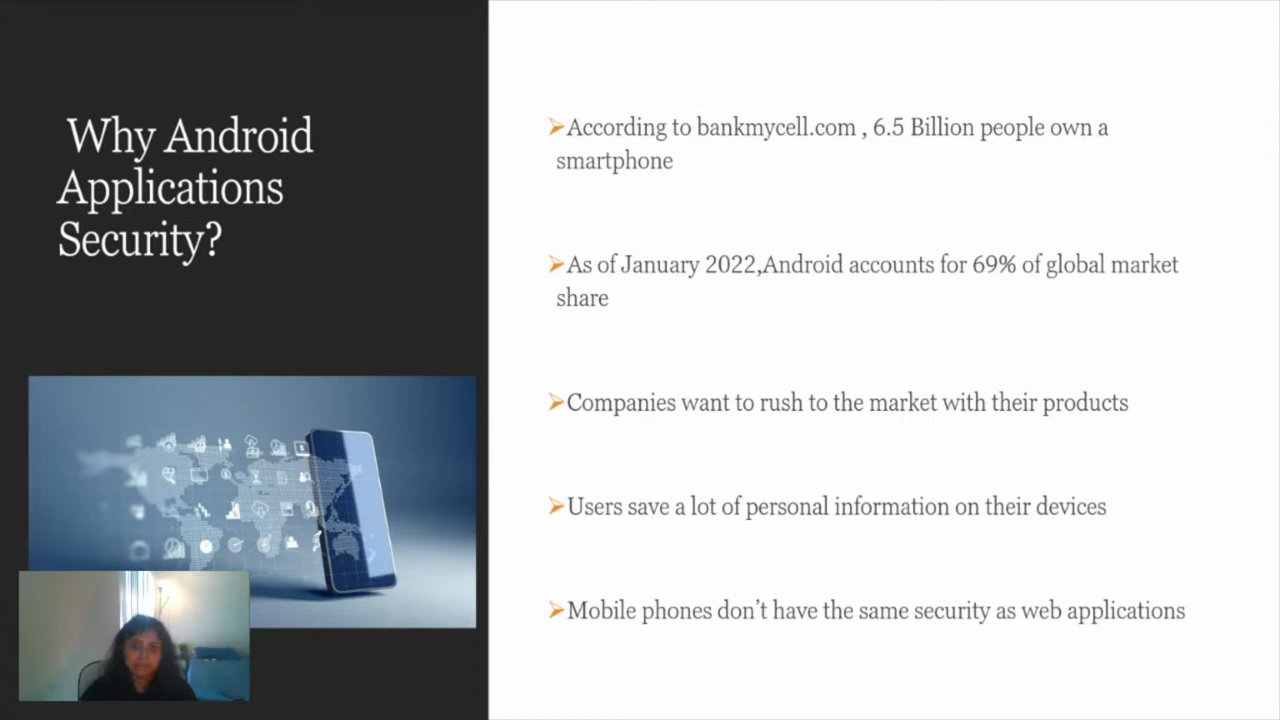 Why Android
Applications
Security?
➢According to bankmycell.com , 6.5 Billion people own a
smartphone
➢As of January 2022,Android accounts for 69% of global market
share
➢Companies want to rush to the market with their products
➢Users save a lot of personal information on their devices
➢Mobile phones don’t have the same security as web applications